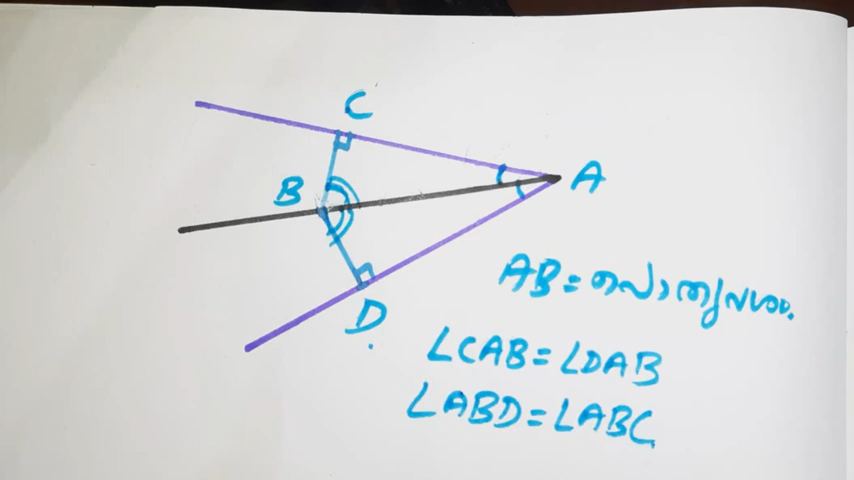 C
B
A
D
AB = പൊതുവശം.
∠CAB = ∠DAB
∠ABD = ∠ABC